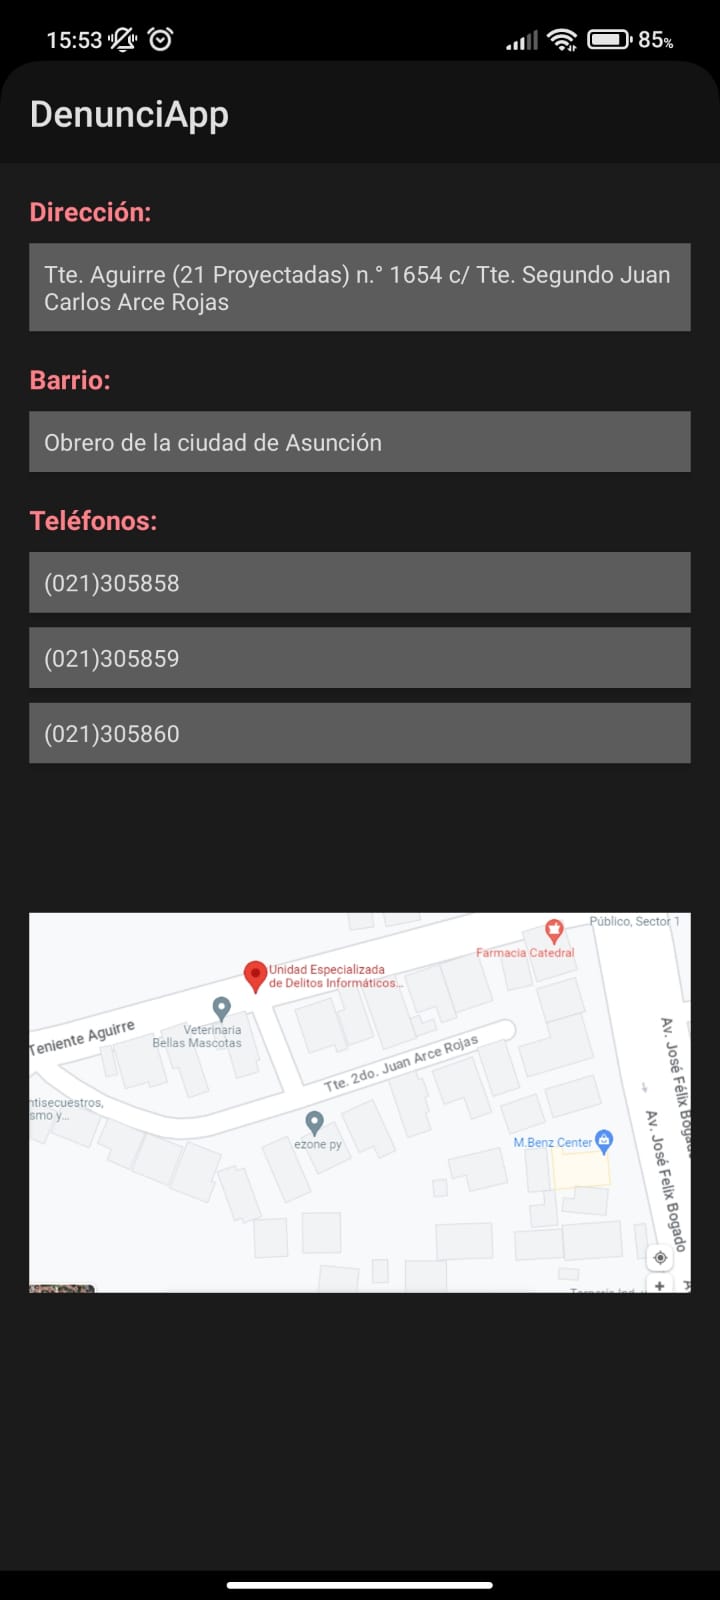 15:53
85%
DenunciApp
Dirección:
Tte. Aguirre (21 Proyectadas) n.° 1654 c/ Tte. Segundo Juan
Carlos Arce Rojas
Barrio:
Obrero de la ciudad de Asunción
Teléfonos:
(021)305858
(021)305859
(021)305860
Público, Sector 1
Farmacia Catedral
Unidad Especializada
de Delitos Informáticos...
Veterinaria
Bellas Mascotas
Teniente Aguirre
Tte. 2do. Juan Arce Rojas
Av. José Félix Bogado
ntisecuestros,
smo y...
ezone py
M.Benz Center
Av. José Felix Bogado